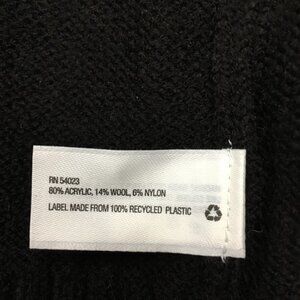 RN 54023
80% ACRYLIC, 14% WOOL, 6% NYLON
LABEL MADE FROM 100% RECYCLED PLASTIC